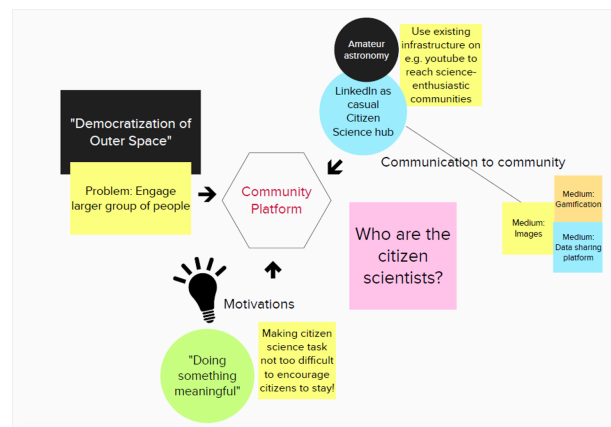 Amateur
astronomy
Use existing
infrastructure on
e.g. youtube to
reach science-
enthusiastic
communities
LinkedIn as
casual
Citizen
Science hub
"Democratization of
Outer Space"
Problem: Engage
larger group of people
Community
Platform
Communication to community
Medium:
Gamification
Medium:
Images
Medium:
Data sharing
platform
Who are the
citizen
scientists?
Motivations
"Doing
something
meaningful"
Making citizen
science task
not too difficult
to encourage
citizens to stay!